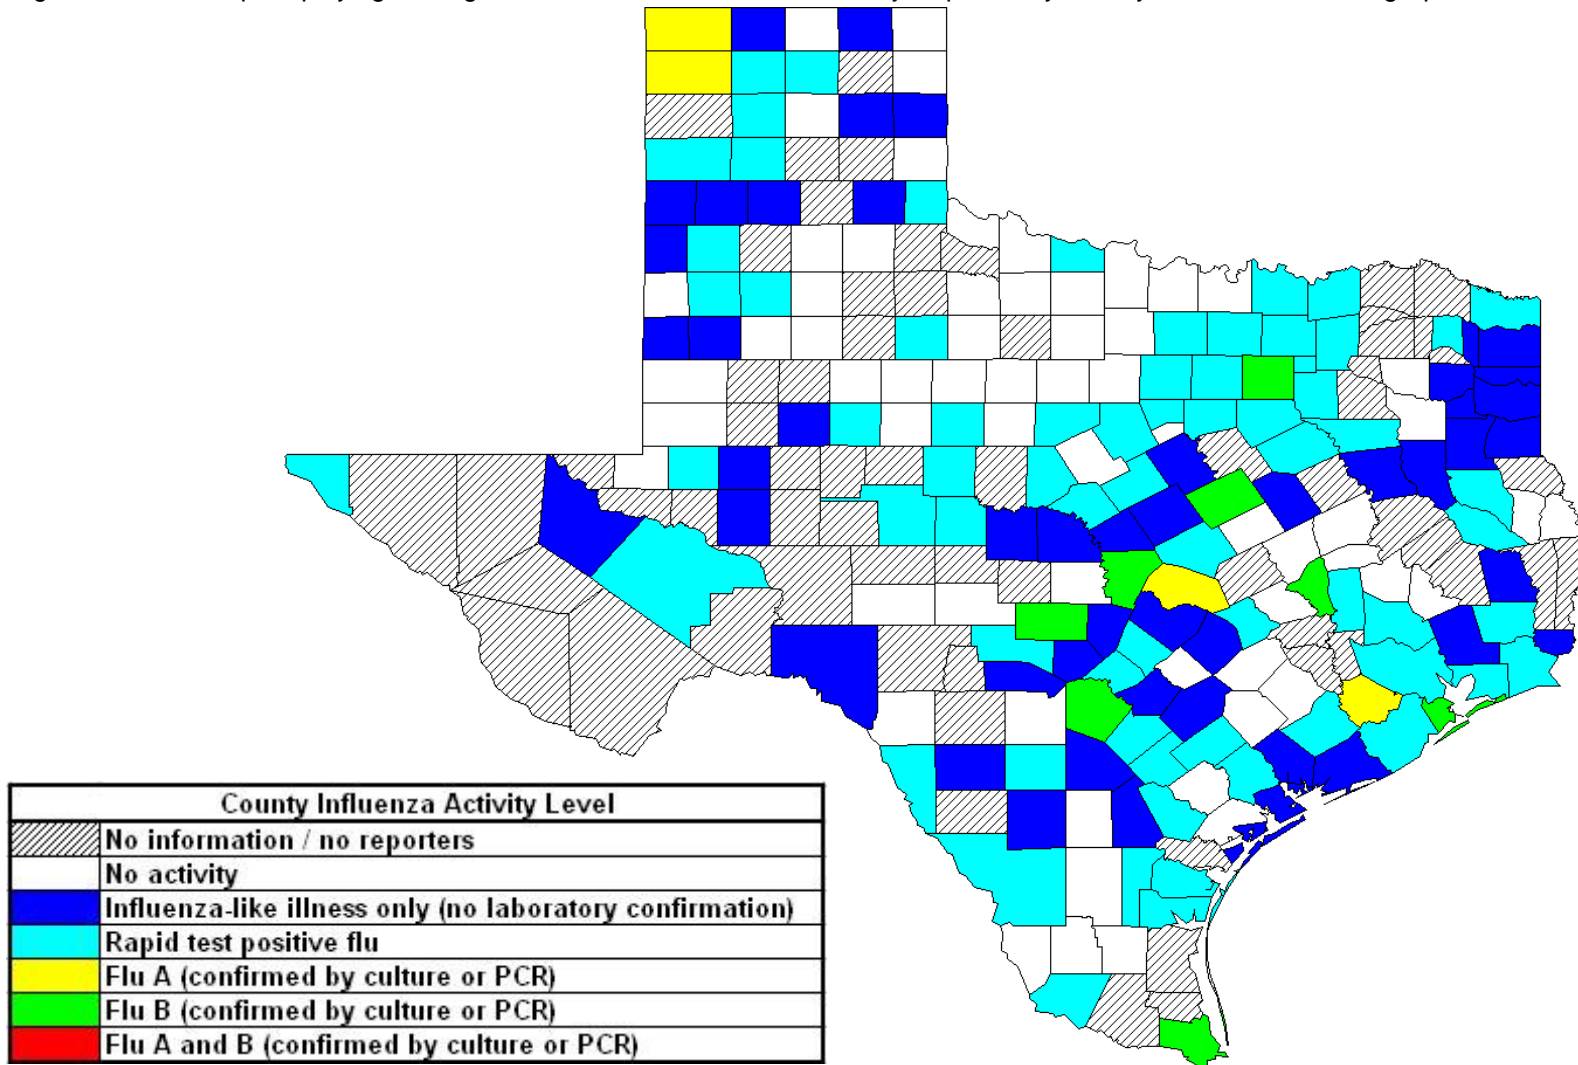 County Influenza Activity Level
No information / no reporters
No activity
Influenza-like illness only (no laboratory confirmation)
Rapid test positive flu
Flu A (confirmed by culture or PCR)
Flu B (confirmed by culture or PCR)
Flu A and B (confirmed by culture or PCR)